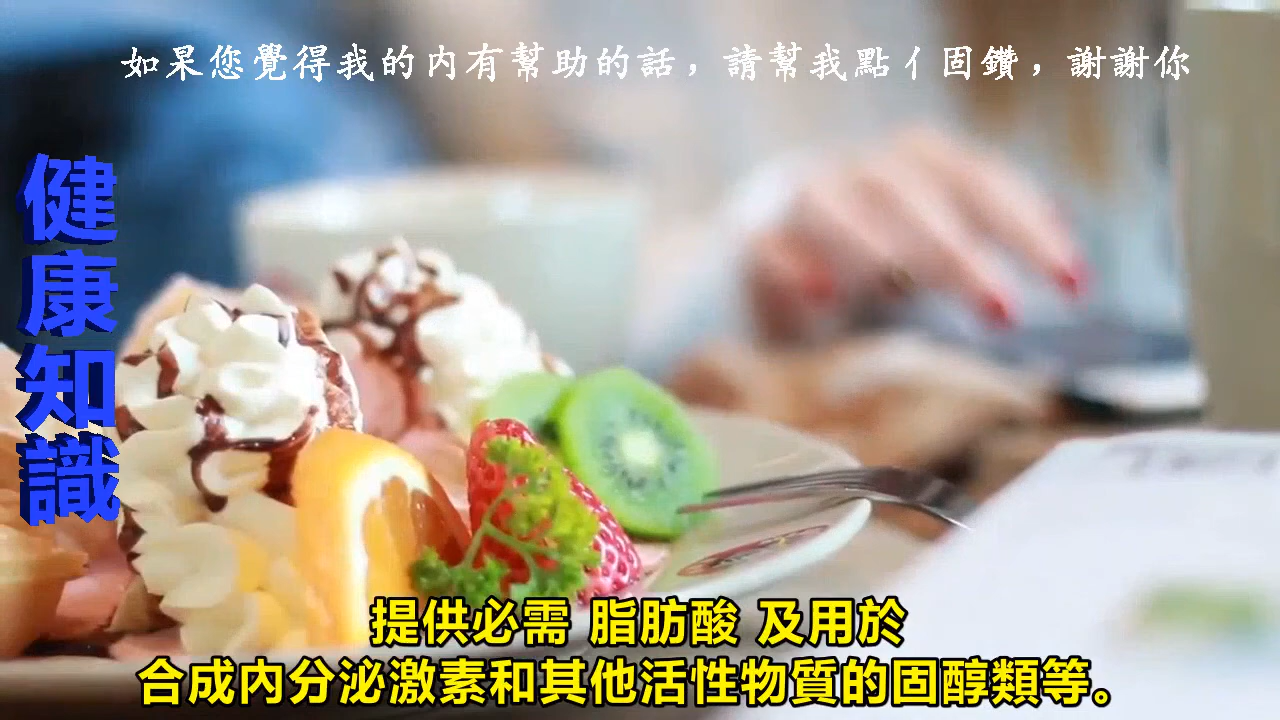 如果您覺得我的内有幫助的話，請幫我點亻固鑽，謝謝你
健康知識
提供必需 脂肪酸 及用於
合成內分泌激素和其他活性物質的固醇類等。